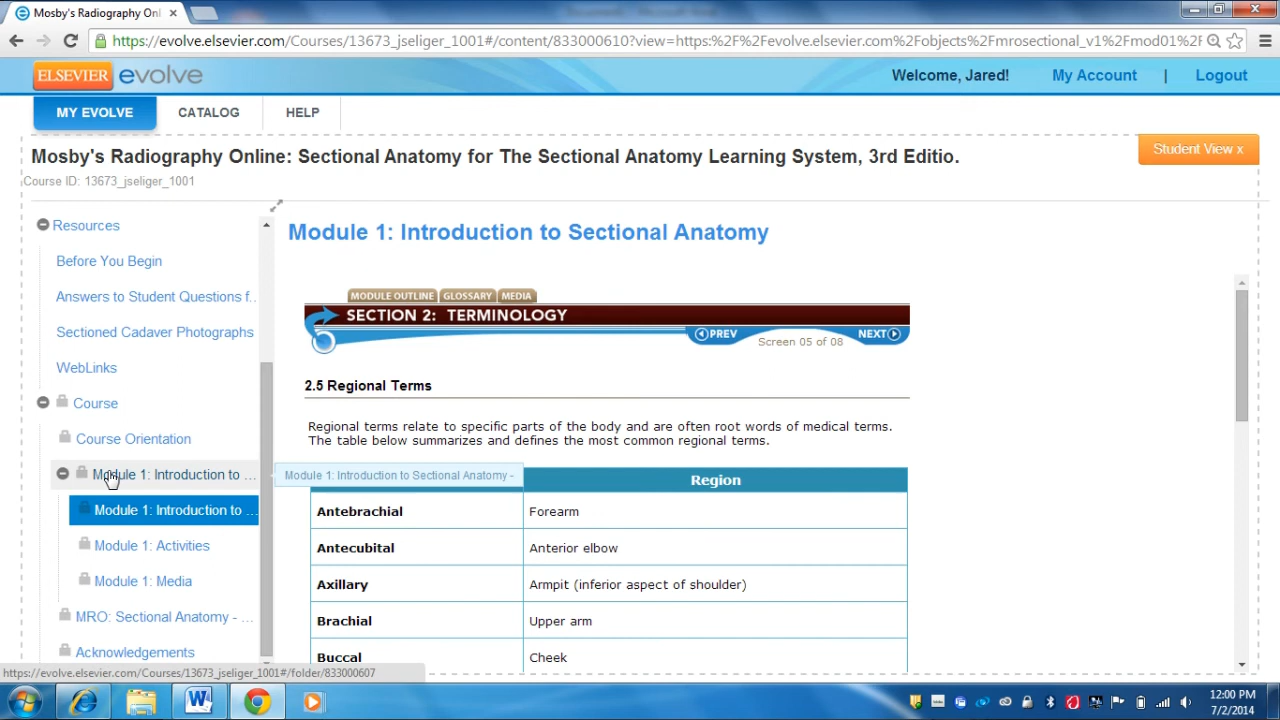 Mosby's Radiography Onl
https://evolve.elsevier.com/Courses/13673_jseliger_1001#/content/833000610?view=https:%2F%2Fevolve.elsevier.com%2Fobjects%2Fmrosectional_v1%2Fmod01%2F
ELSEVIER evolve
Welcome, Jared! My Account | Logout
MY EVOLVE CATALOG HELP
Mosby's Radiography Online: Sectional Anatomy for The Sectional Anatomy Learning System, 3rd Editio.
Student View x
Course ID: 13673_jseliger_1001
Resources
Before You Begin
Answers to Student Questions f..
Sectioned Cadaver Photographs
WebLinks
Course
Course Orientation
Module 1: Introduction to ...
Module 1: Introduction to ...
Module 1: Activities
Module 1: Media
MRO: Sectional Anatomy - ...
Acknowledgements
Module 1: Introduction to Sectional Anatomy -
Module 1: Introduction to Sectional Anatomy
MODULE OUTLINE GLOSSARY MEDIA
SECTION 2: TERMINOLOGY
PREV Screen 05 of 08 NEXT
2.5 Regional Terms
Regional terms relate to specific parts of the body and are often root words of medical terms.
The table below summarizes and defines the most common regional terms.
Region
Antebrachial Forearm
Antecubital Anterior elbow
Axillary Armpit (inferior aspect of shoulder)
Brachial Upper arm
Buccal Cheek
https://evolve.elsevier.com/Courses/13673_jseliger_1001#/folder/833000607
12:00 PM
7/2/2014